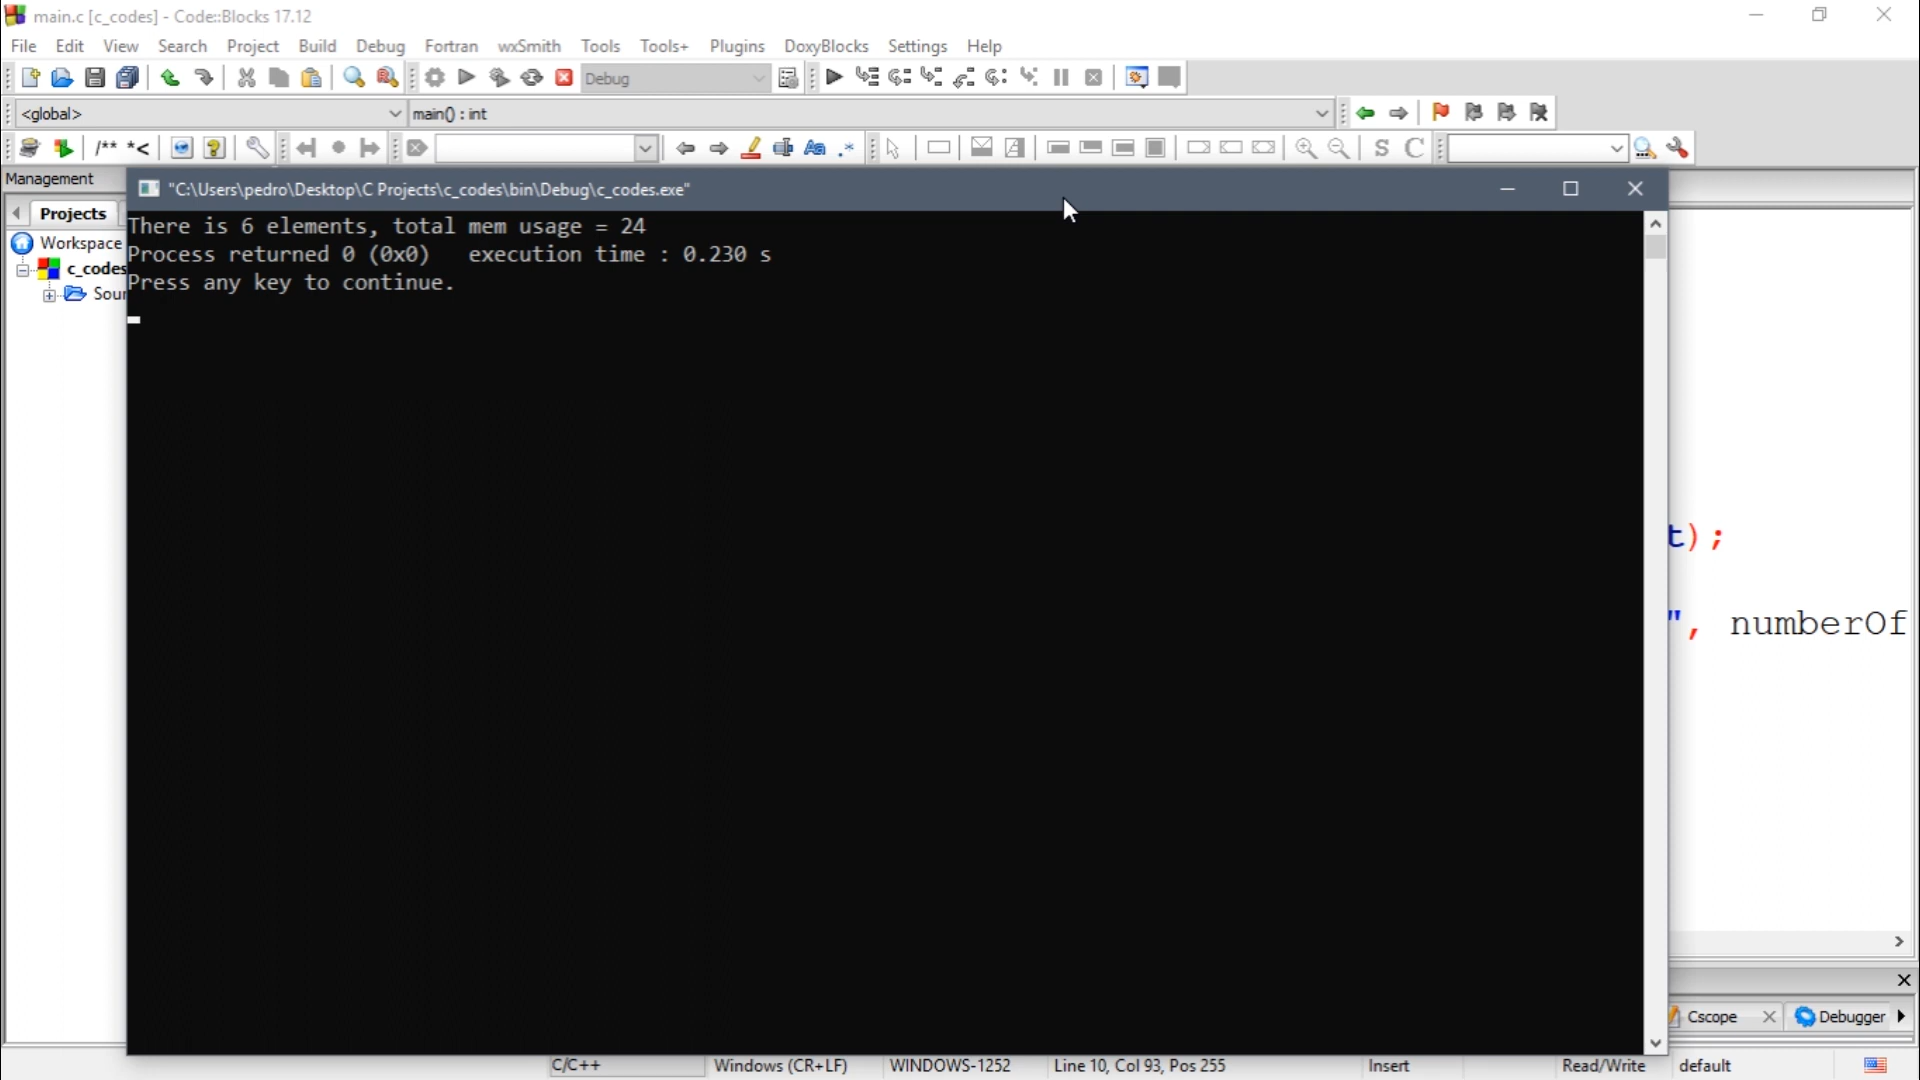 main.c [c_codes] - Code::Blocks 17.12
File Edit View Search Project Build Debug Fortran wxSmith Tools Tools+ Plugins DoxyBlocks Settings Help
Debug
<global> main() : int
/** *<
S C
Management
"C:\Users\pedro\Desktop\C Projects\c_codes\bin\Debug\c_codes.exe"
Projects
Workspace
c_codes
Sour
There is 6 elements, total mem usage = 24
Process returned 0 (0x0)   execution time : 0.230 s
Press any key to continue.
t);
", numberOf
Cscope Debugger
C/C++ Windows (CR+LF) WINDOWS-1252 Line 10, Col 93, Pos 255 Insert Read/Write default